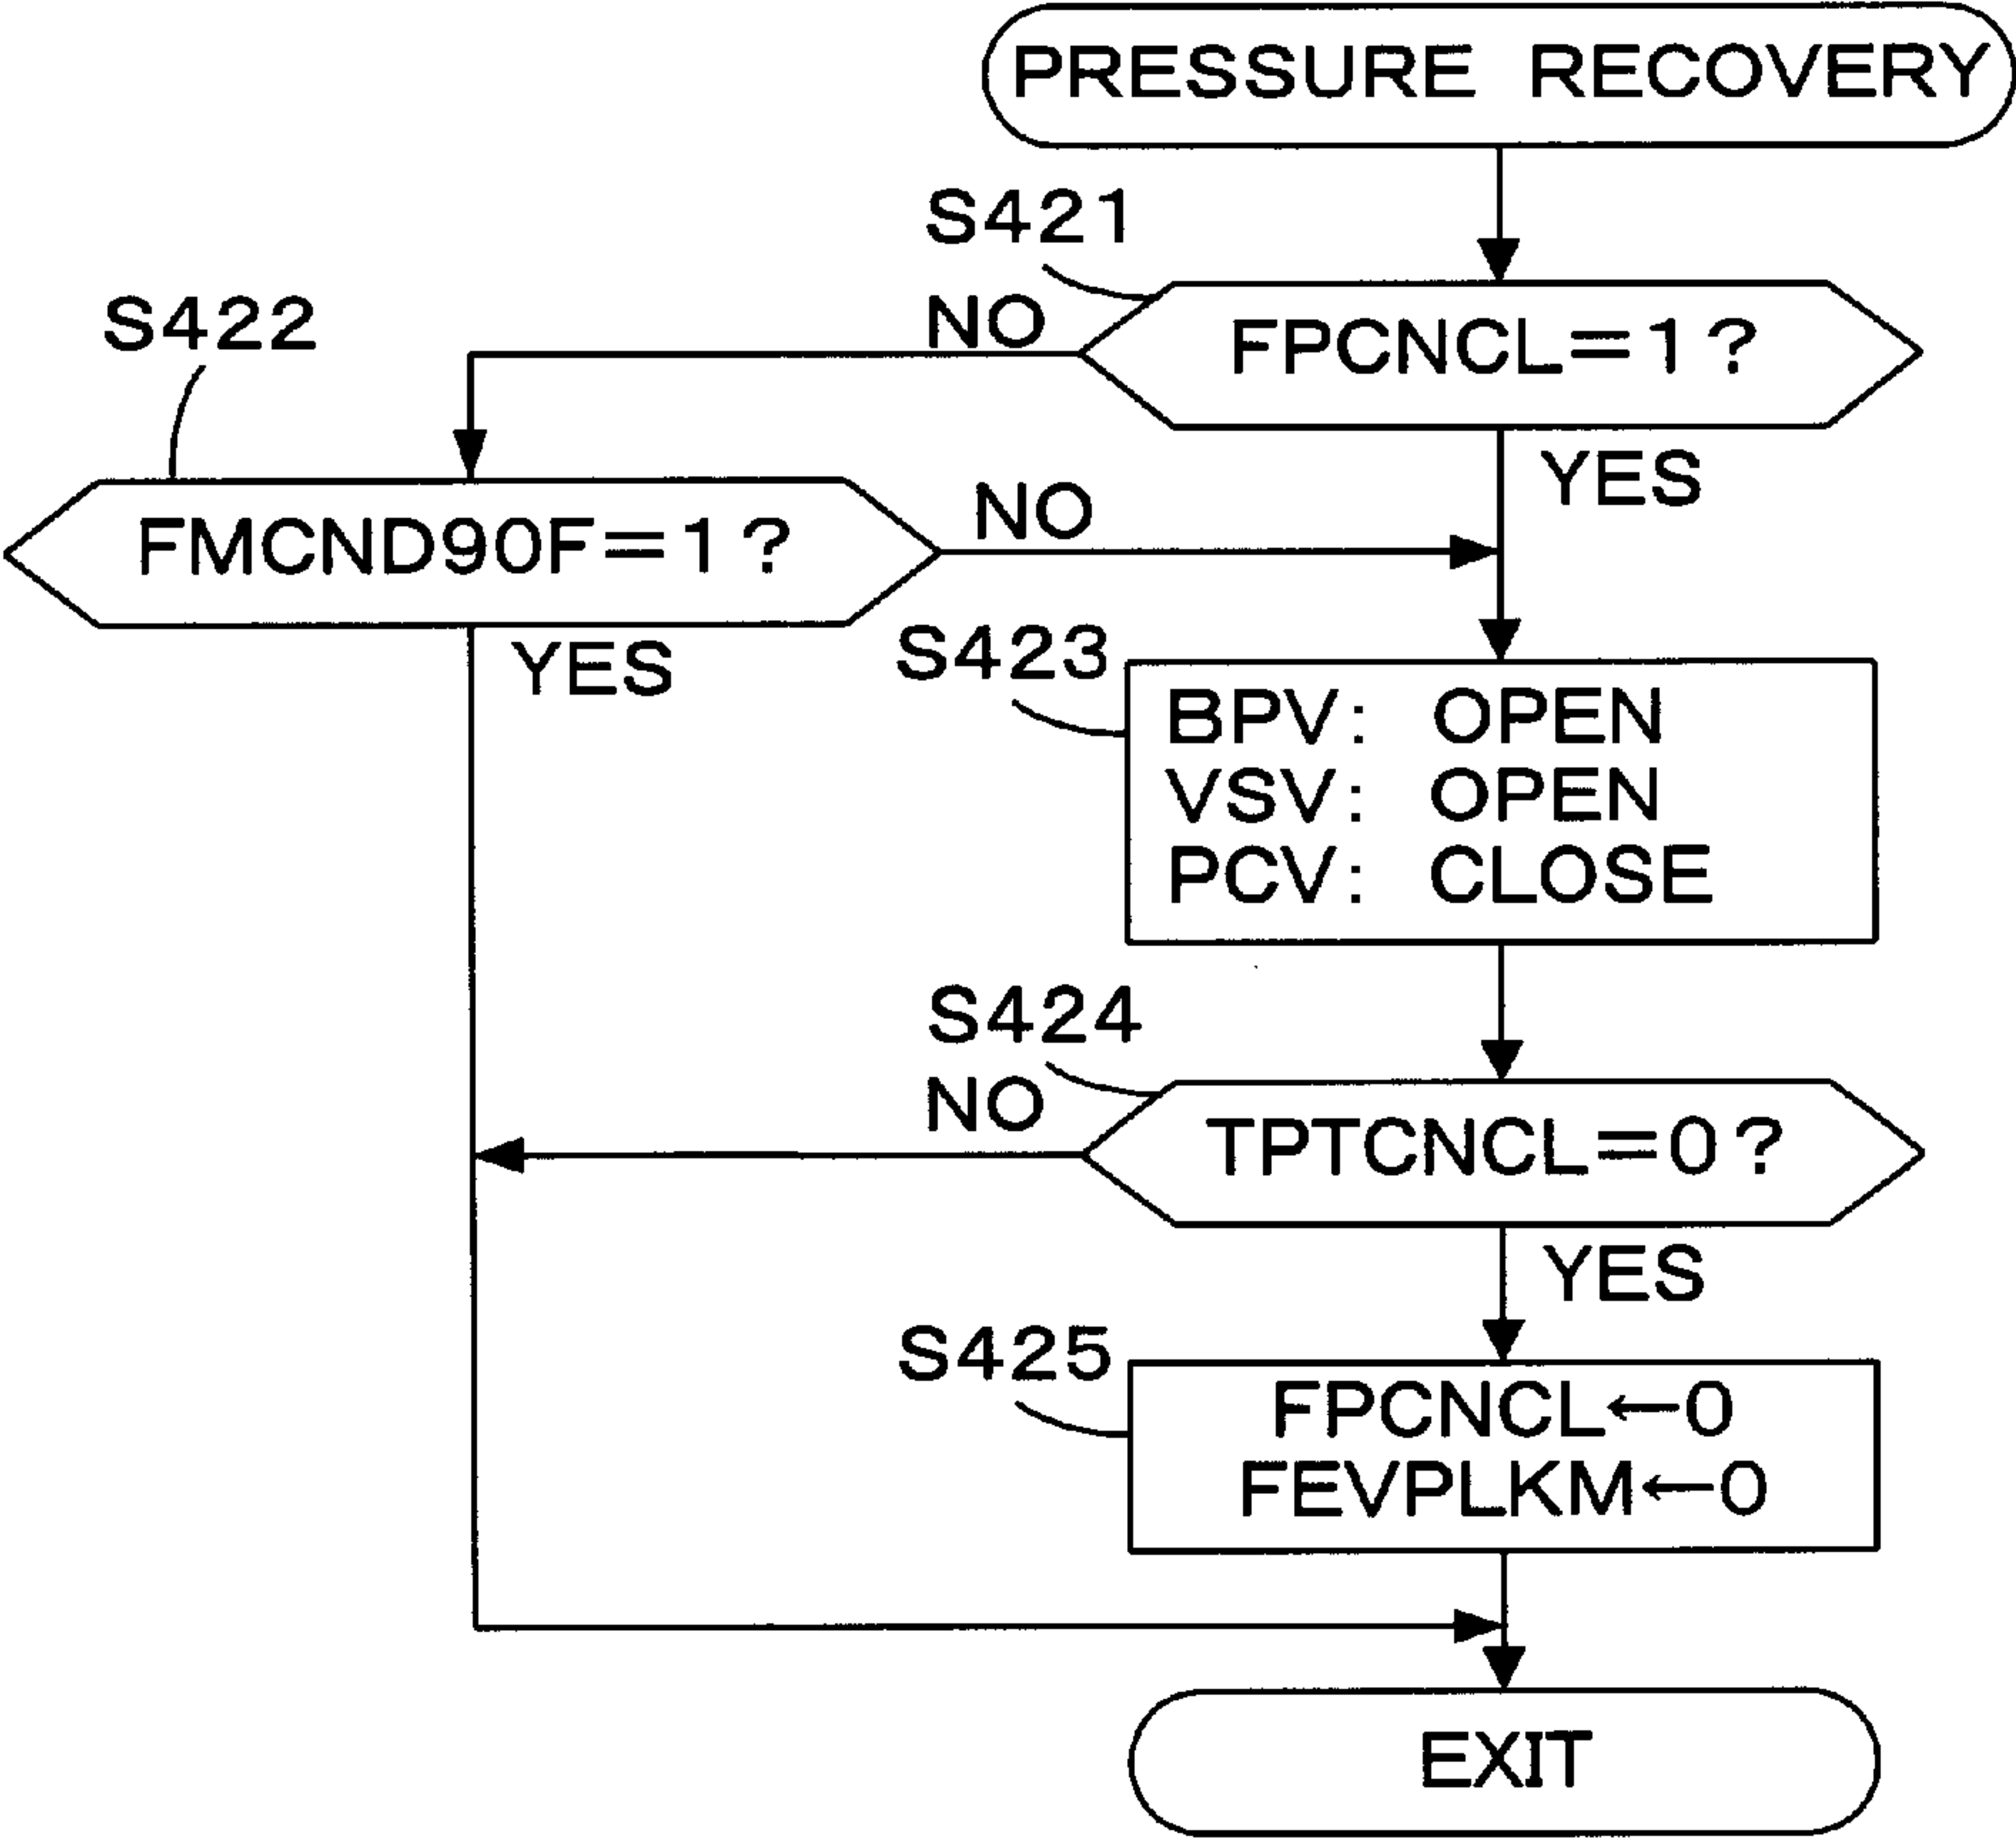 PRESSURE RECOVERY
S421
NO
FPCNCL=1?
S422
YES
FMCND90F=1?
NO
YES
S423
BPV: OPEN
VSV: OPEN
PCV: CLOSE
S424
NO
TPTCNCL=0?
YES
S425
FPCNCL←0
FEVPLKM←0
EXIT